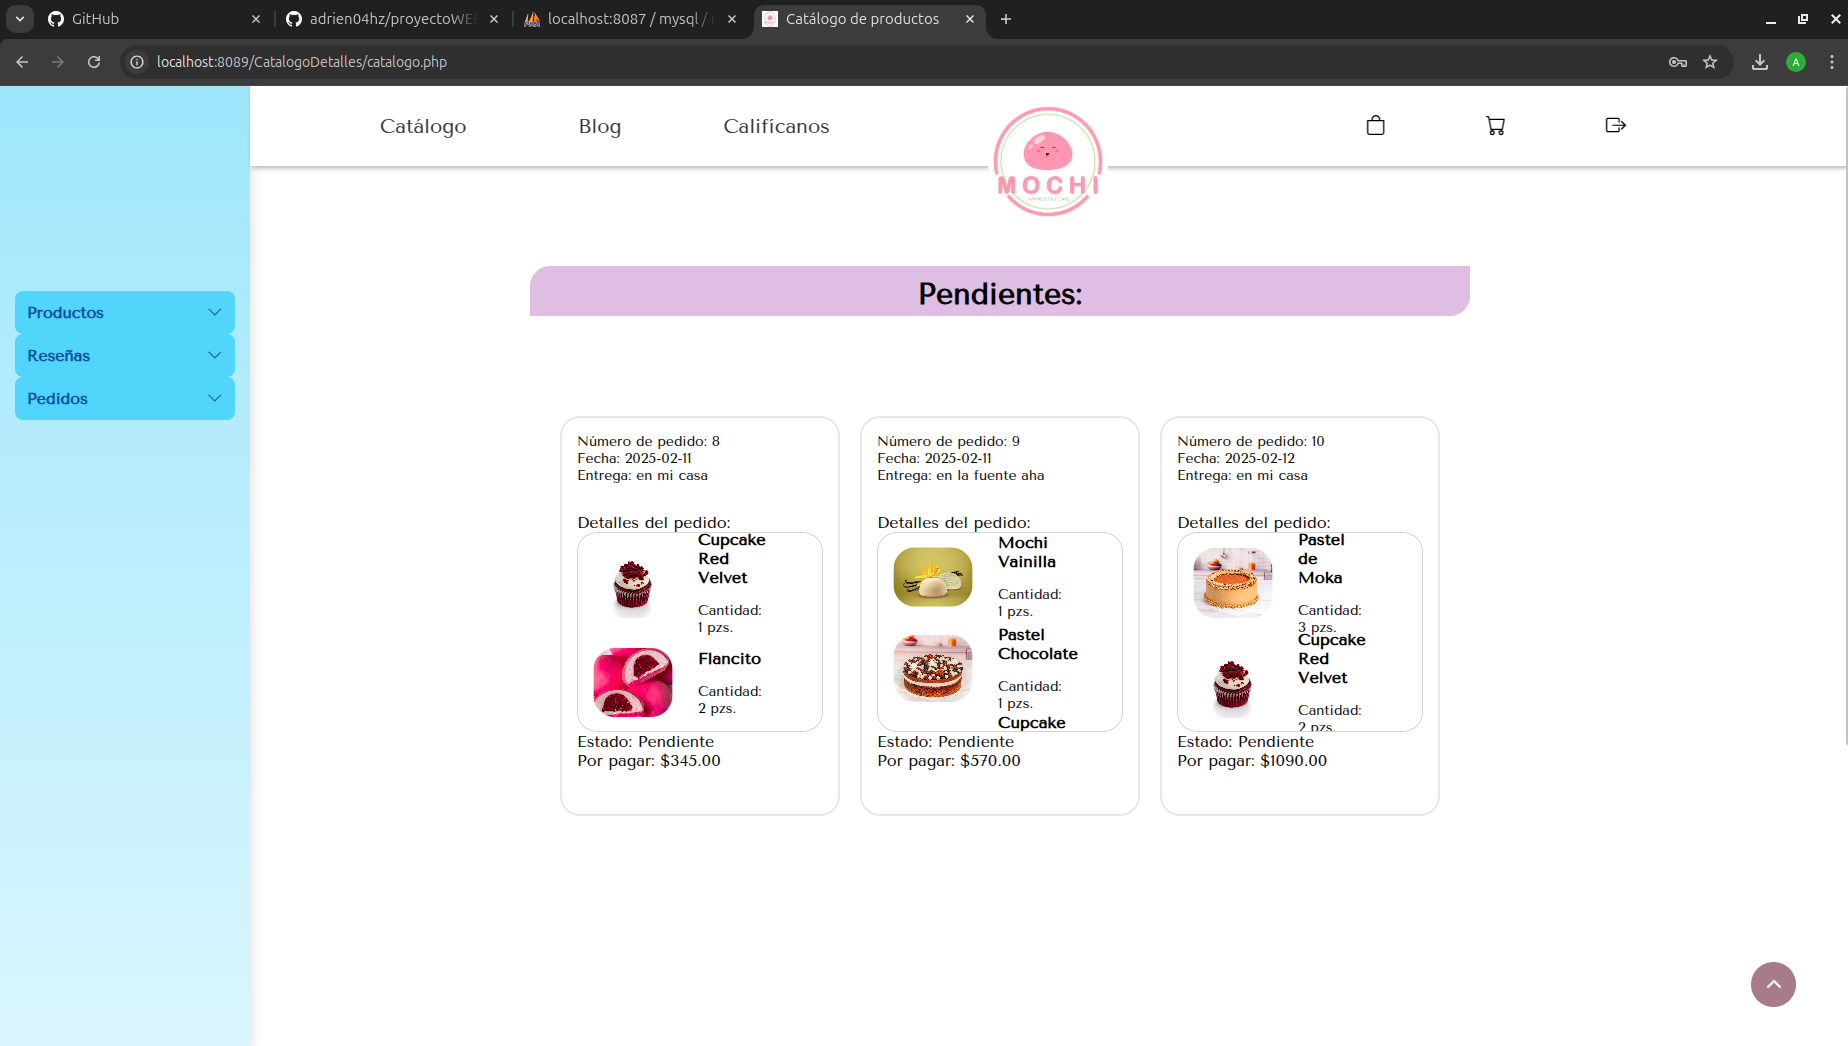 GitHub
adrien04hz/proyectoWE
localhost:8087 / mysql /
Catálogo de productos
localhost:8089/CatalogoDetalles/catalogo.php
A
Catálogo
Blog
Califícanos
MOCHI
Productos
Reseñas
Pedidos
Pendientes:
Número de pedido: 8
Fecha: 2025-02-11
Entrega: en mi casa
Detalles del pedido:
Cupcake
Red
Velvet
Cantidad:
1 pzs.
Flancito
Cantidad:
2 pzs.
Estado: Pendiente
Por pagar: $345.00
Número de pedido: 9
Fecha: 2025-02-11
Entrega: en la fuente aha
Detalles del pedido:
Mochi
Vainilla
Cantidad:
1 pzs.
Pastel
Chocolate
Cantidad:
1 pzs.
Cupcake
Estado: Pendiente
Por pagar: $570.00
Número de pedido: 10
Fecha: 2025-02-12
Entrega: en mi casa
Detalles del pedido:
Pastel
de
Moka
Cantidad:
3 pzs.
Cupcake
Red
Velvet
Cantidad:
2 pzs.
Estado: Pendiente
Por pagar: $1090.00